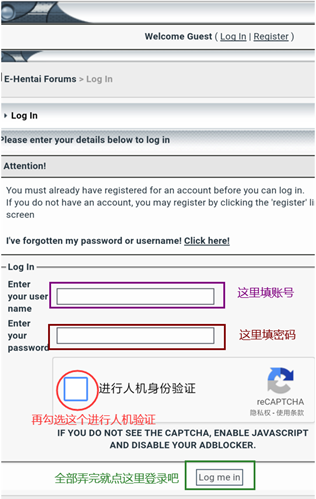 Welcome Guest ( Log In | Register )
E-Hentai Forums > Log In
Log In
Please enter your details below to log in
Attention!
You must already have registered for an account before you can log in.
If you do not have an account, you may register by clicking the 'register' li
screen
I've forgotten my password or username! Click here!
Log In
Enter your user name
这里填账号
Enter your password
这里填密码
进行人机身份验证
reCAPTCHA
隐私权 - 使用条款
再勾选这个进行人机验证
IF YOU DO NOT SEE THE CAPTCHA, ENABLE JAVASCRIPT
AND DISABLE YOUR ADBLOCKER.
全部弄完就点这里登录吧
Log me in